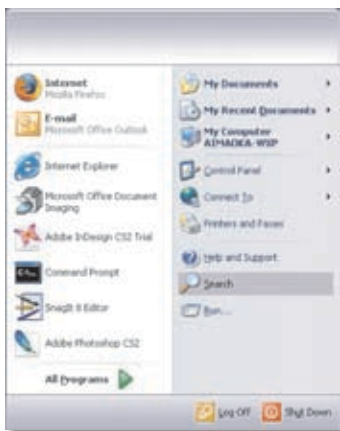 Internet
Mozilla Firefox
E-mail
Microsoft Office Outlook
Internet Explorer
Microsoft Office Document
Imaging
Adobe InDesign CS2 Trial
Command Prompt
SnagIt 8 Editor
Adobe Photoshop CS2
All Programs
My Documents
My Recent Documents
My Computer
Control Panel
Connect To
Printers and Faxes
Help and Support
Search
Run...
Log Off
Shut Down